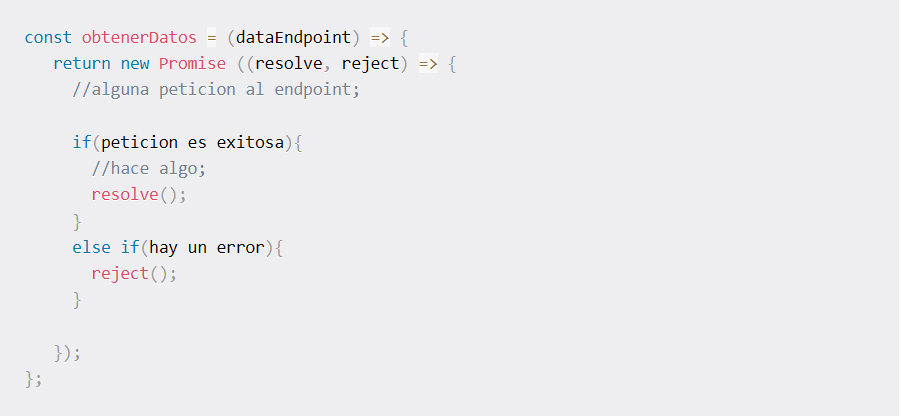 const obtenerDatos = (dataEndpoint) => {
return new Promise ((resolve, reject) => {
//alguna peticion al endpoint;
if(peticion es exitosa){
//hace algo;
resolve();
}
else if(hay un error){
reject();
}
});
};